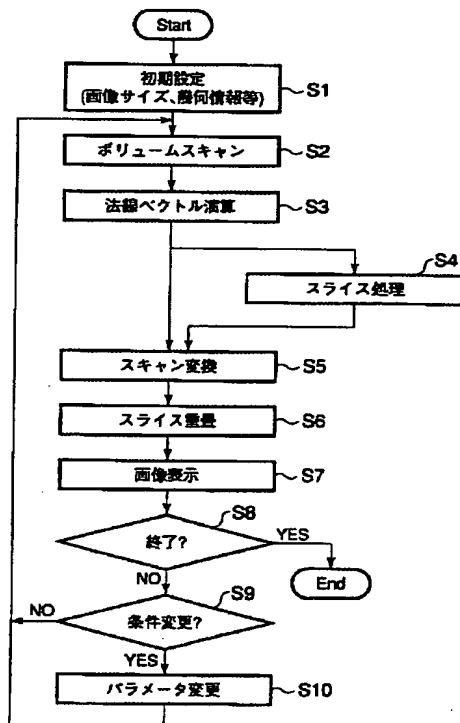 Start
初期設定
(画像サイズ、幾何情報等)
S1
ボリュームスキャン
S2
法線ベクトル演算
S3
S4
スライス処理
スキャン変換
S5
スライス重畳
S6
画像表示
S7
S8
終了?
YES
NO
End
S9
NO
条件変更?
YES
パラメータ変更
S10